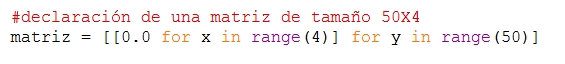 #declaración de una matriz de tamaño 50X4
matriz = [[0.0 for x in range(4)] for y in range(50)]